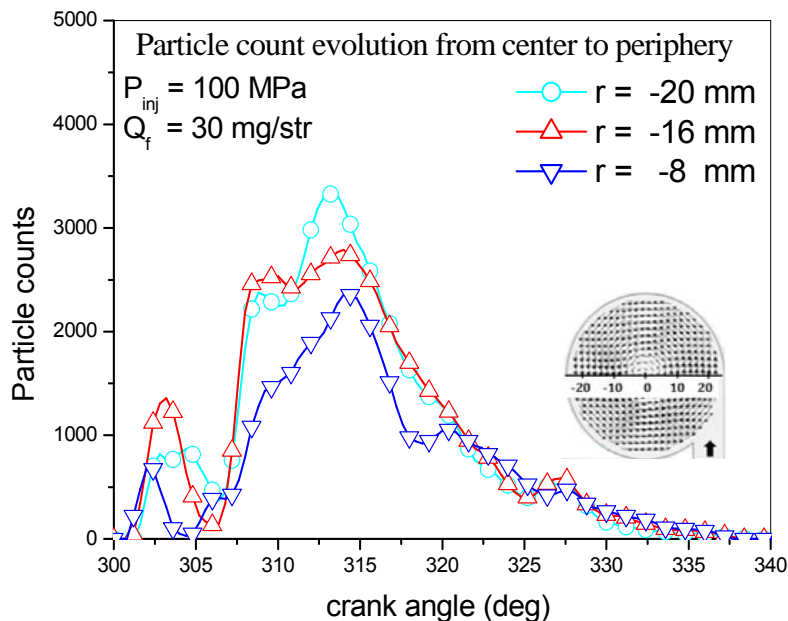 Particle count evolution from center to periphery
P_inj = 100 MPa
Q_f = 30 mg/str
r = -20 mm
r = -16 mm
r = -8 mm
5000
4000
3000
2000
1000
0
Particle counts
-20 -10 0 10 20
300 305 310 315 320 325 330 335 340
crank angle (deg)